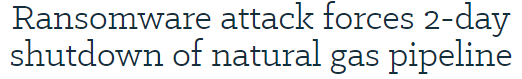 Ransomware attack forces 2-day
shutdown of natural gas pipeline